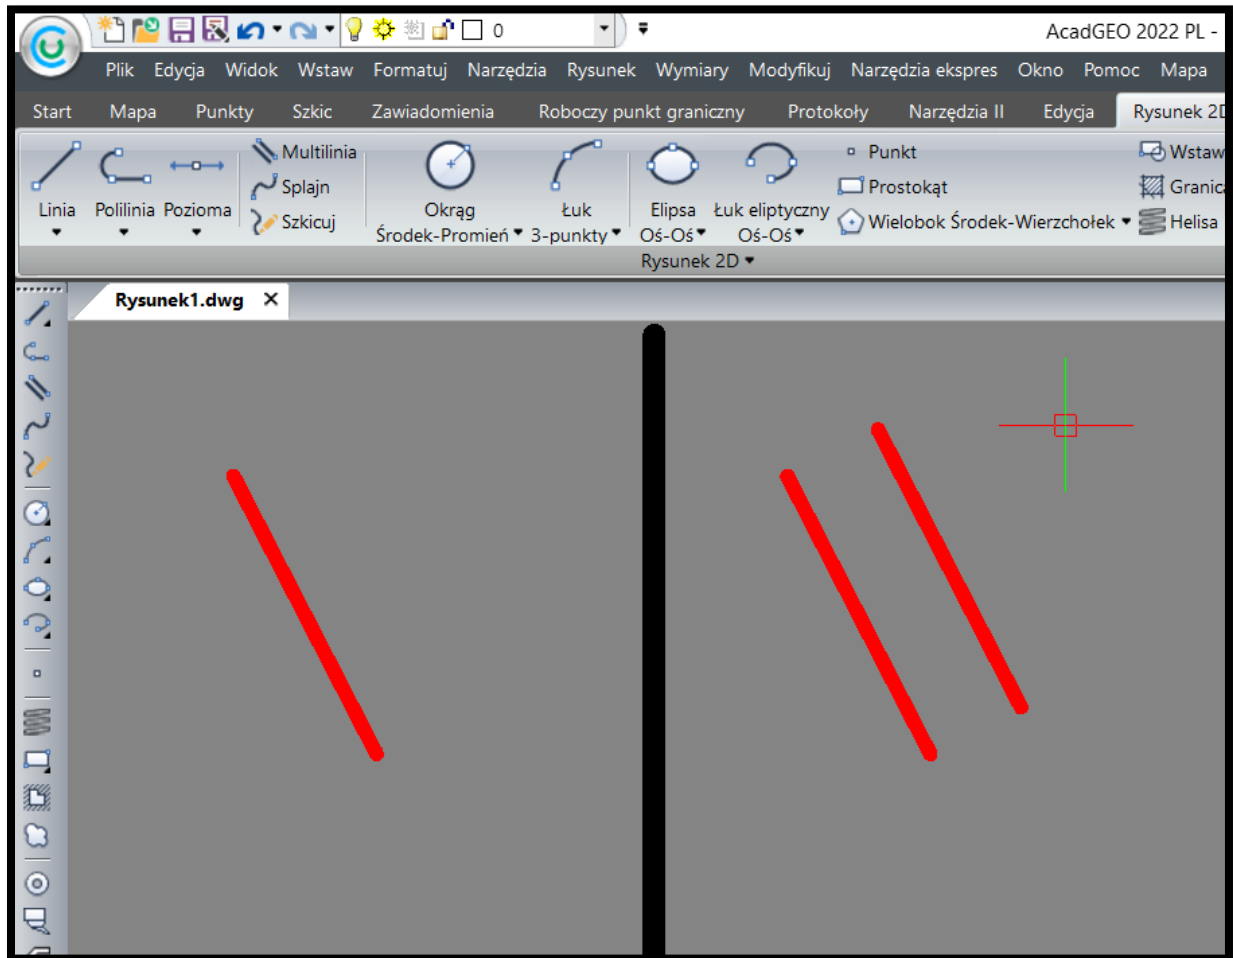 0
AcadGEO 2022 PL -
Plik Edycja Widok Wstaw Formatuj Narzędzia Rysunek Wymiary Modyfikuj Narzędzia ekspres Okno Pomoc Mapa
Start Mapa Punkty Szkic Zawiadomienia Roboczy punkt graniczny Protokoły Narzędzia II Edycja Rysunek 2D
Multilinia
Splajn
Szkicuj
Linia
Polilinia
Pozioma
Okrąg
Środek-Promień
Łuk
3-punkty
Elipsa
Oś-Oś
Łuk eliptyczny
Oś-Oś
Punkt
Prostokąt
Wielobok Środek-Wierzchołek
Wstaw
Granica
Helisa
Rysunek 2D
Rysunek1.dwg